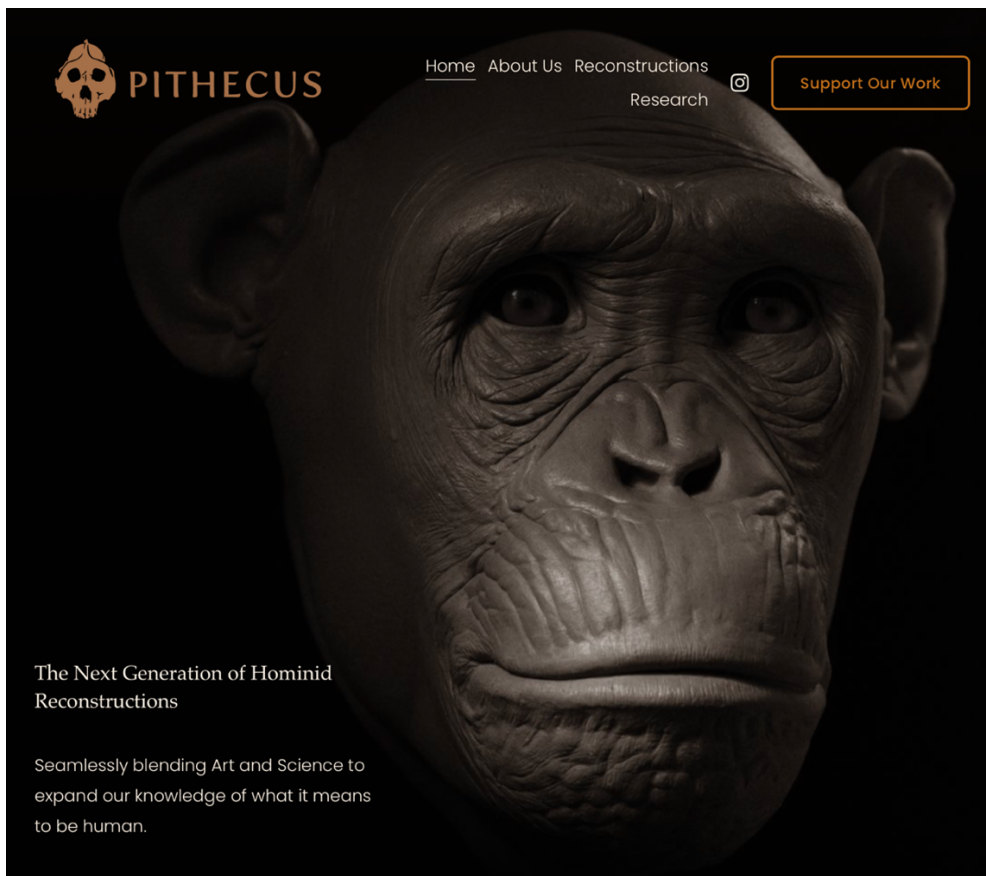 PITHECUS
Home About Us Reconstructions
Research
Support Our Work
The Next Generation of Hominid
Reconstructions
Seamlessly blending Art and Science to
expand our knowledge of what it means
to be human.